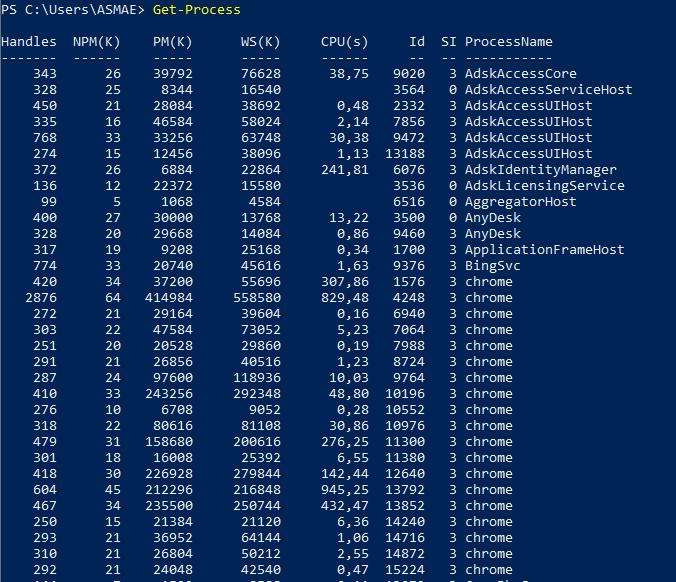 PS C:\Users\ASMAE> Get-Process
Handles NPM(K) PM(K) WS(K) CPU(s) Id SI ProcessName
------- ------ ----- ----- ------ -- -- -----------
343 26 39792 76628 38,75 9020 3 AdskAccessCore
328 25 8344 16540 3564 0 AdskAccessServiceHost
450 21 28084 38692 0,48 2332 3 AdskAccessUIHost
335 16 46584 58024 2,14 7856 3 AdskAccessUIHost
768 33 33256 63748 30,38 9472 3 AdskAccessUIHost
274 15 12456 38096 1,13 13188 3 AdskAccessUIHost
372 26 6884 22864 241,81 6076 3 AdskIdentityManager
136 12 22372 15580 3536 0 AdskLicensingService
99 5 1068 4584 6516 0 AggregatorHost
400 27 30000 13768 13,22 3500 0 AnyDesk
328 20 29668 14084 0,86 9460 3 AnyDesk
317 19 9208 25168 0,34 1700 3 ApplicationFrameHost
774 33 20740 45616 1,63 9376 3 BingSvc
420 34 37200 55696 307,86 1576 3 chrome
2876 64 414984 558580 829,48 4248 3 chrome
272 21 29164 39604 0,16 6940 3 chrome
303 22 47584 73052 5,23 7064 3 chrome
251 20 20528 29860 0,19 7988 3 chrome
291 21 26856 40516 1,23 8724 3 chrome
287 24 97600 118936 10,03 9764 3 chrome
410 33 243256 292348 48,80 10196 3 chrome
276 10 6708 9052 0,28 10552 3 chrome
318 22 80616 81108 30,86 10976 3 chrome
479 31 158680 200616 276,25 11300 3 chrome
301 18 16008 25392 6,55 11380 3 chrome
418 30 226928 279844 142,44 12640 3 chrome
604 45 212296 216848 945,25 13792 3 chrome
467 34 235500 250744 432,47 13852 3 chrome
250 15 21384 21120 6,36 14240 3 chrome
293 21 36952 64144 1,06 14716 3 chrome
310 21 26804 50212 2,55 14872 3 chrome
292 21 24048 42540 0,47 15224 3 chrome